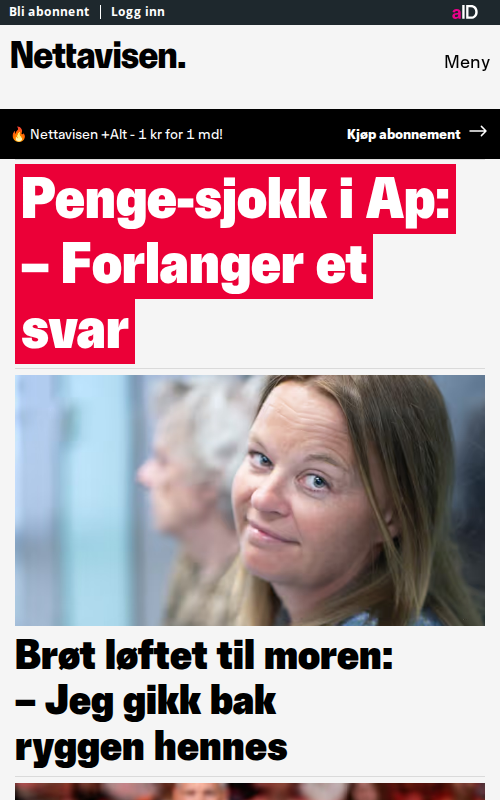 Bli abonnent | Logg inn
aID
Nettavisen.
Meny
🔥 Nettavisen +Alt - 1 kr for 1 md!
Kjøp abonnement →
Penge-sjokk i Ap:
– Forlanger et
svar
Brøt løftet til moren:
– Jeg gikk bak
ryggen hennes